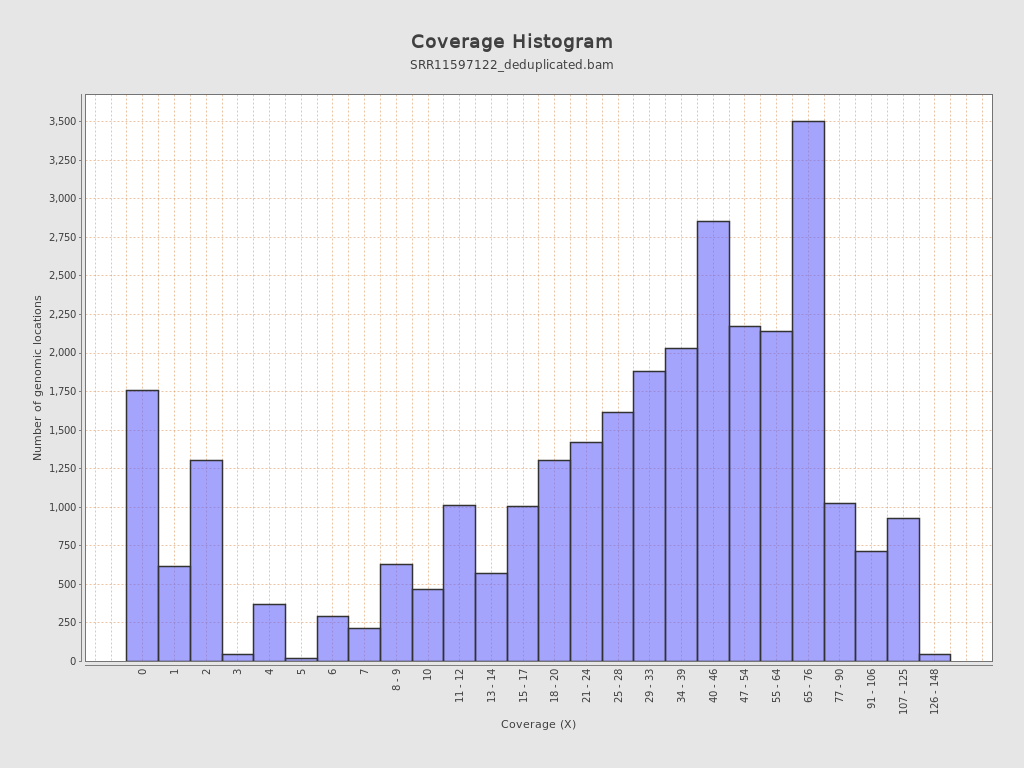 Coverage Histogram
SRR11597122_deduplicated.bam
Number of genomic locations
3,500
3,250
3,000
2,750
2,500
2,250
2,000
1,750
1,500
1,250
1,000
750
500
250
0
0
1
2
3
4
5
6
7
8 - 9
10
11 - 12
13 - 14
15 - 17
18 - 20
21 - 24
25 - 28
29 - 33
34 - 39
40 - 46
47 - 54
55 - 64
65 - 76
77 - 90
91 - 106
107 - 125
126 - 148
Coverage (X)